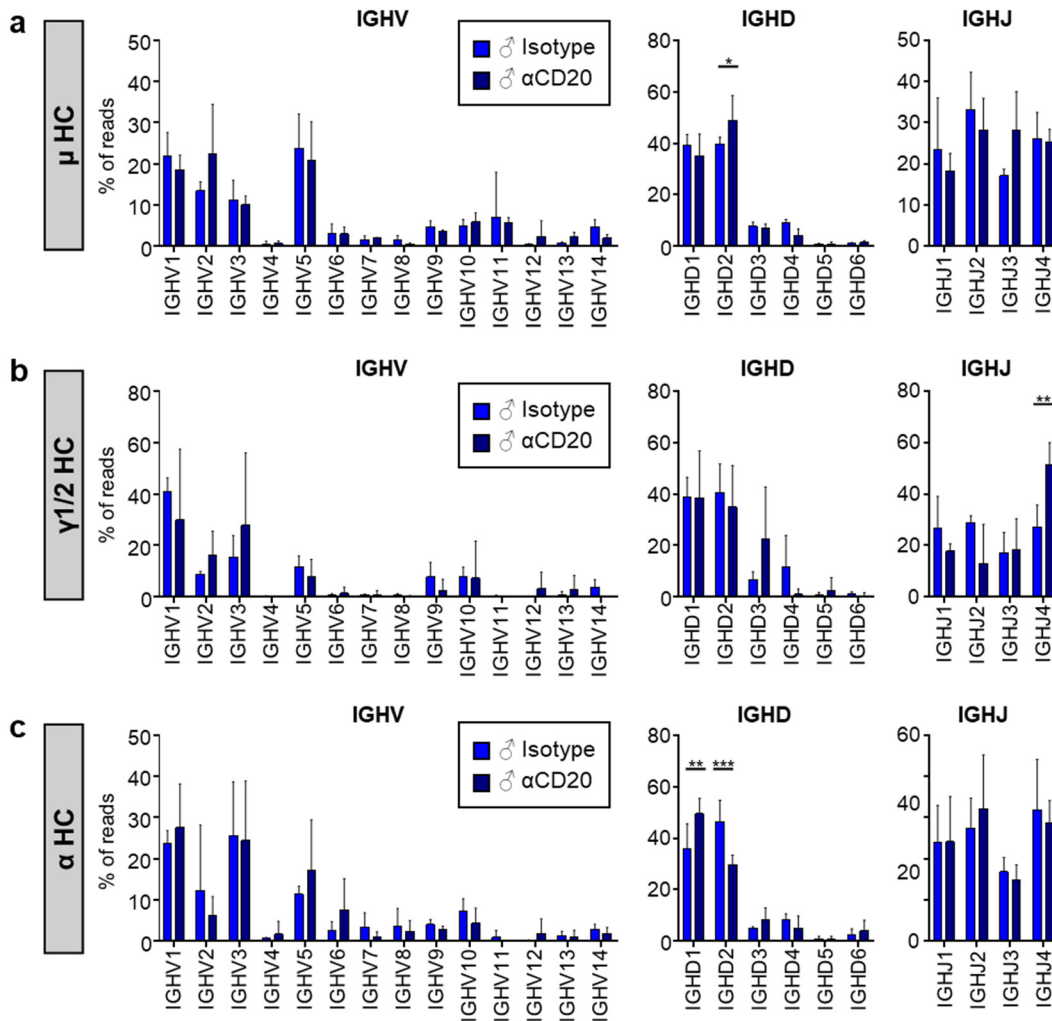 a
μ HC
IGHV
% of reads
50
40
30
20
10
0
♂ Isotype
♂ αCD20
IGHV1
IGHV2
IGHV3
IGHV4
IGHV5
IGHV6
IGHV7
IGHV8
IGHV9
IGHV10
IGHV11
IGHV12
IGHV13
IGHV14
IGHD
80
60
40
20
0
*
IGHD1
IGHD2
IGHD3
IGHD4
IGHD5
IGHD6
IGHJ
50
40
30
20
10
0
IGHJ1
IGHJ2
IGHJ3
IGHJ4
b
γ1/2 HC
IGHV
% of reads
80
60
40
20
0
♂ Isotype
♂ αCD20
IGHV1
IGHV2
IGHV3
IGHV4
IGHV5
IGHV6
IGHV7
IGHV8
IGHV9
IGHV10
IGHV11
IGHV12
IGHV13
IGHV14
IGHD
80
60
40
20
0
IGHD1
IGHD2
IGHD3
IGHD4
IGHD5
IGHD6
IGHJ
80
60
40
20
0
**
IGHJ1
IGHJ2
IGHJ3
IGHJ4
c
α HC
IGHV
% of reads
50
40
30
20
10
0
♂ Isotype
♂ αCD20
IGHV1
IGHV2
IGHV3
IGHV4
IGHV5
IGHV6
IGHV7
IGHV8
IGHV9
IGHV10
IGHV11
IGHV12
IGHV13
IGHV14
IGHD
80
60
40
20
0
**
***
IGHD1
IGHD2
IGHD3
IGHD4
IGHD5
IGHD6
IGHJ
60
40
20
0
IGHJ1
IGHJ2
IGHJ3
IGHJ4